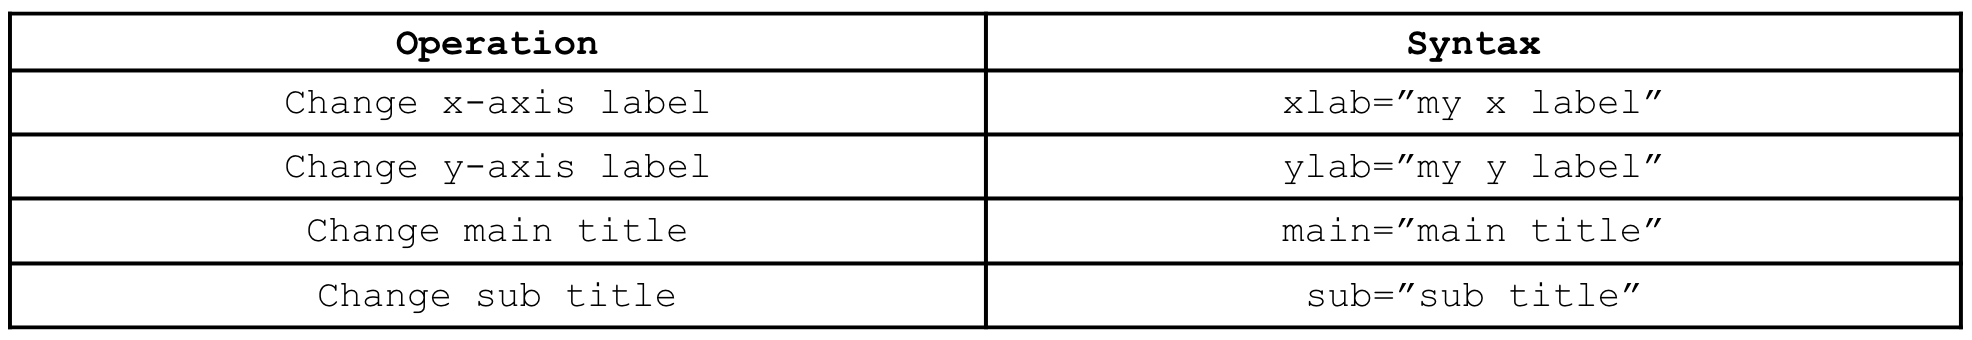 Operation Syntax
Change x-axis label xlab=”my x label”
Change y-axis label ylab=”my y label”
Change main title main=”main title”
Change sub title sub=”sub title”